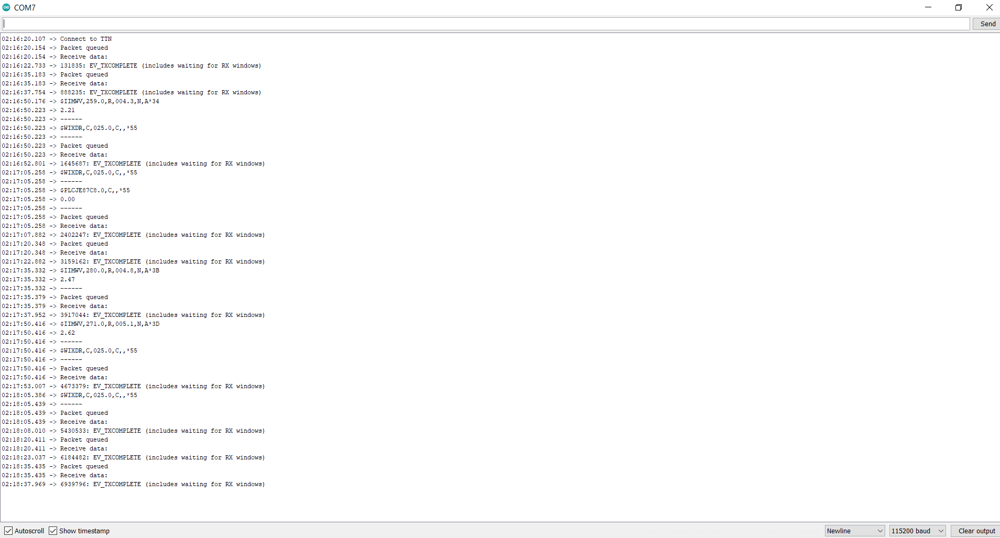 COM7
Send
02:16:20.107 -> Connect to TTN
02:16:20.154 -> Packet queued
02:16:20.154 -> Receive data:
02:16:22.733 -> 131835: EV_TXCOMPLETE (includes waiting for RX windows)
02:16:35.183 -> Packet queued
02:16:35.183 -> Receive data:
02:16:37.754 -> 888235: EV_TXCOMPLETE (includes waiting for RX windows)
02:16:50.176 -> $IIMWV,259.0,R,004.3,N,A*34
02:16:50.223 -> 2.21
02:16:50.223 -> ------
02:16:50.223 -> $WIXDR,C,025.0,C,,*55
02:16:50.223 -> ------
02:16:50.223 -> Packet queued
02:16:50.223 -> Receive data:
02:16:52.801 -> 1645687: EV_TXCOMPLETE (includes waiting for RX windows)
02:17:05.258 -> $WIXDR,C,025.0,C,,*55
02:17:05.258 -> ------
02:17:05.258 -> $PLCJE87C8.0,C,,*55
02:17:05.258 -> 0.00
02:17:05.258 -> ------
02:17:05.258 -> Packet queued
02:17:05.258 -> Receive data:
02:17:07.882 -> 2402247: EV_TXCOMPLETE (includes waiting for RX windows)
02:17:20.348 -> Packet queued
02:17:20.348 -> Receive data:
02:17:22.882 -> 3159162: EV_TXCOMPLETE (includes waiting for RX windows)
02:17:35.332 -> $IIMWV,280.0,R,004.8,N,A*3B
02:17:35.332 -> 2.47
02:17:35.332 -> ------
02:17:35.379 -> Packet queued
02:17:35.379 -> Receive data:
02:17:37.952 -> 3917044: EV_TXCOMPLETE (includes waiting for RX windows)
02:17:50.416 -> $IIMWV,271.0,R,005.1,N,A*3D
02:17:50.416 -> 2.62
02:17:50.416 -> ------
02:17:50.416 -> $WIXDR,C,025.0,C,,*55
02:17:50.416 -> ------
02:17:50.416 -> Packet queued
02:17:50.416 -> Receive data:
02:17:53.007 -> 4673379: EV_TXCOMPLETE (includes waiting for RX windows)
02:18:05.386 -> $WIXDR,C,025.0,C,,*55
02:18:05.439 -> ------
02:18:05.439 -> Packet queued
02:18:05.439 -> Receive data:
02:18:08.010 -> 5430533: EV_TXCOMPLETE (includes waiting for RX windows)
02:18:20.411 -> Packet queued
02:18:20.411 -> Receive data:
02:18:23.037 -> 6184482: EV_TXCOMPLETE (includes waiting for RX windows)
02:18:35.435 -> Packet queued
02:18:35.435 -> Receive data:
02:18:37.969 -> 6939796: EV_TXCOMPLETE (includes waiting for RX windows)
Autoscroll Show timestamp Newline 115200 baud Clear output